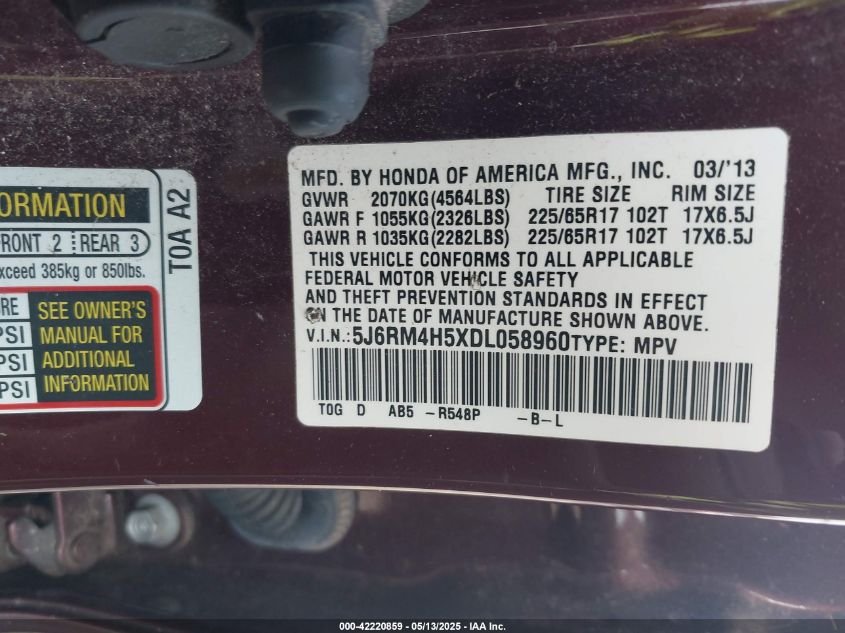 ORMATION
FRONT 2 REAR 3
xceed 385kg or 850lbs.
RE
PSI
PSI
SEE OWNER'S
MANUAL FOR
ADDITIONAL
INFORMATION
T0A A2
MFD. BY HONDA OF AMERICA MFG., INC. 03/'13
GVWR 2070KG(4564LBS) TIRE SIZE RIM SIZE
GAWR F 1055KG(2326LBS) 225/65R17 102T 17X6.5J
GAWR R 1035KG(2282LBS) 225/65R17 102T 17X6.5J
THIS VEHICLE CONFORMS TO ALL APPLICABLE
FEDERAL MOTOR VEHICLE SAFETY
AND THEFT PREVENTION STANDARDS IN EFFECT
ON THE DATE OF MANUFACTURE SHOWN ABOVE.
V.I.N.: 5J6RM4H5XDL058960 TYPE: MPV
T0G D AB5 -R548P -B-L
000-42220859 - 05/13/2025 - IAA Inc.